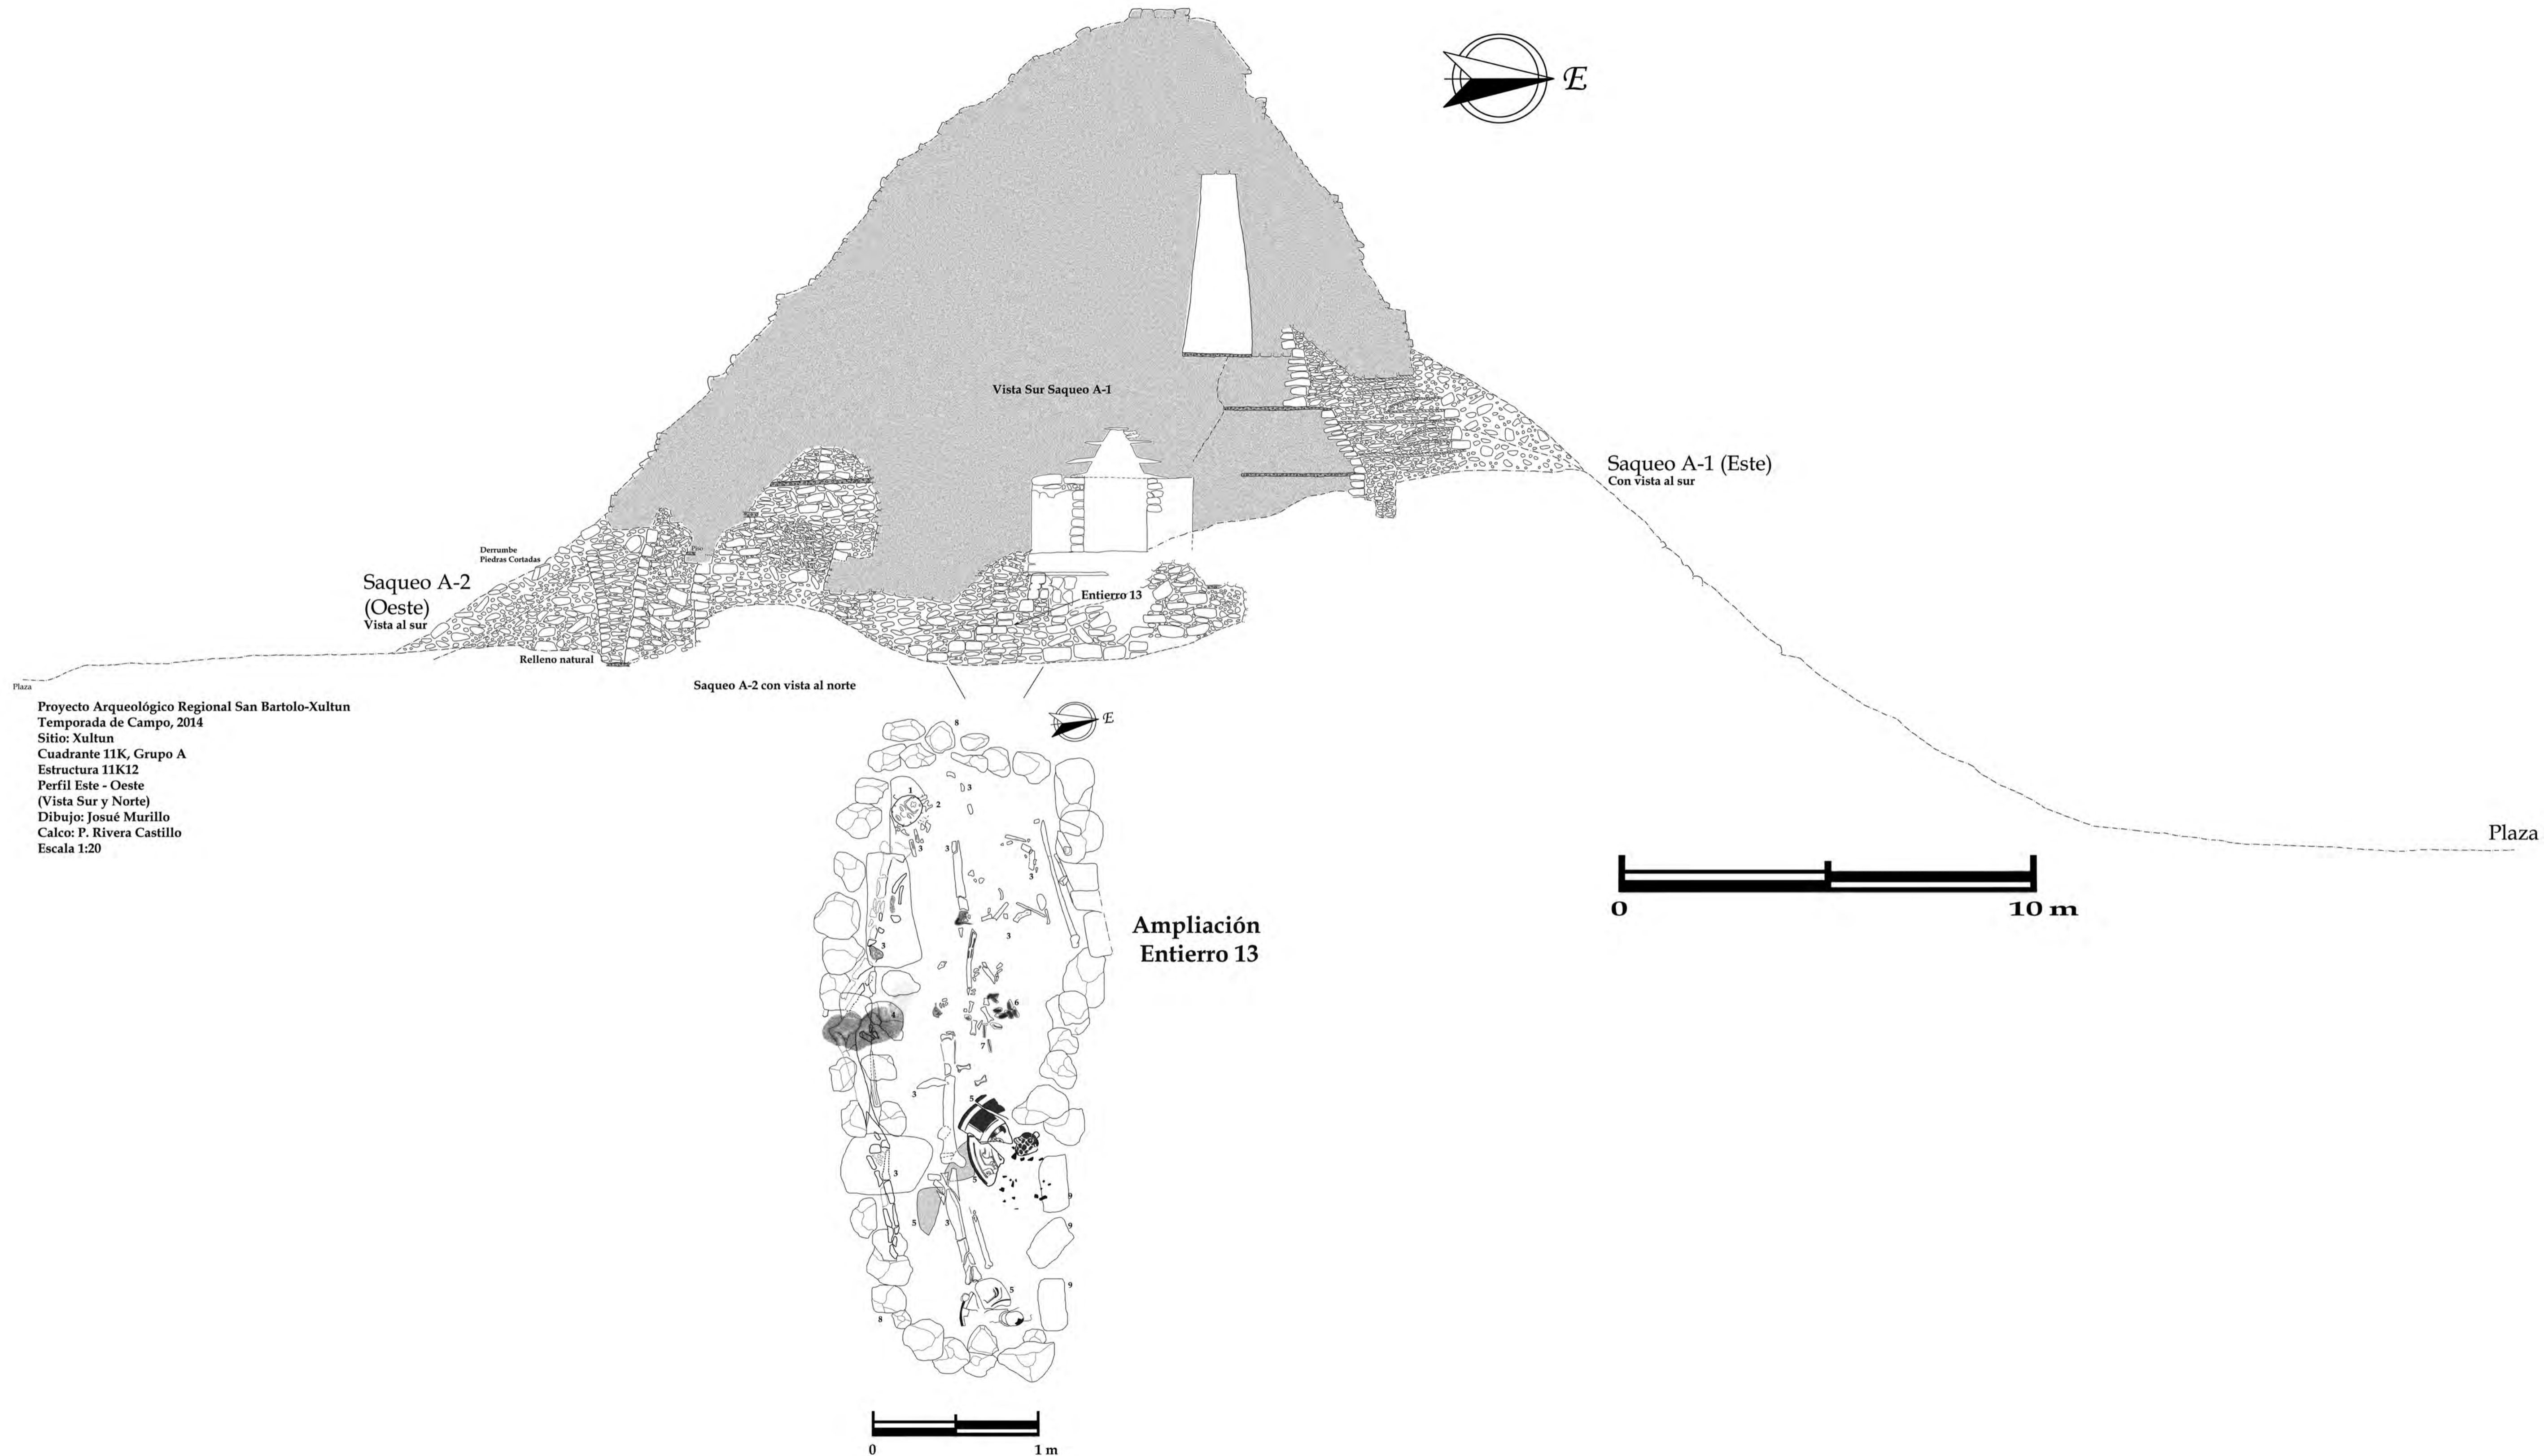 E
Vista Sur Saqueo A-1
Saqueo A-1 (Este)
Con vista al sur
Derrumbe
Piedras Cortadas
Piso
Saqueo A-2
(Oeste)
Vista al sur
Entierro 13
Relleno natural
Plaza
Saqueo A-2 con vista al norte
Proyecto Arqueológico Regional San Bartolo-Xultun
Temporada de Campo, 2014
Sitio: Xultun
Cuadrante 11K, Grupo A
Estructura 11K12
Perfil Este - Oeste
(Vista Sur y Norte)
Dibujo: Josué Murillo
Calco: P. Rivera Castillo
Escala 1:20
E
8
1
2
3
3
3
3
3
3
4
6
7
3
5
3
5
9
5
3
9
5
9
8
Ampliación
Entierro 13
0 1 m
Plaza
0 10 m